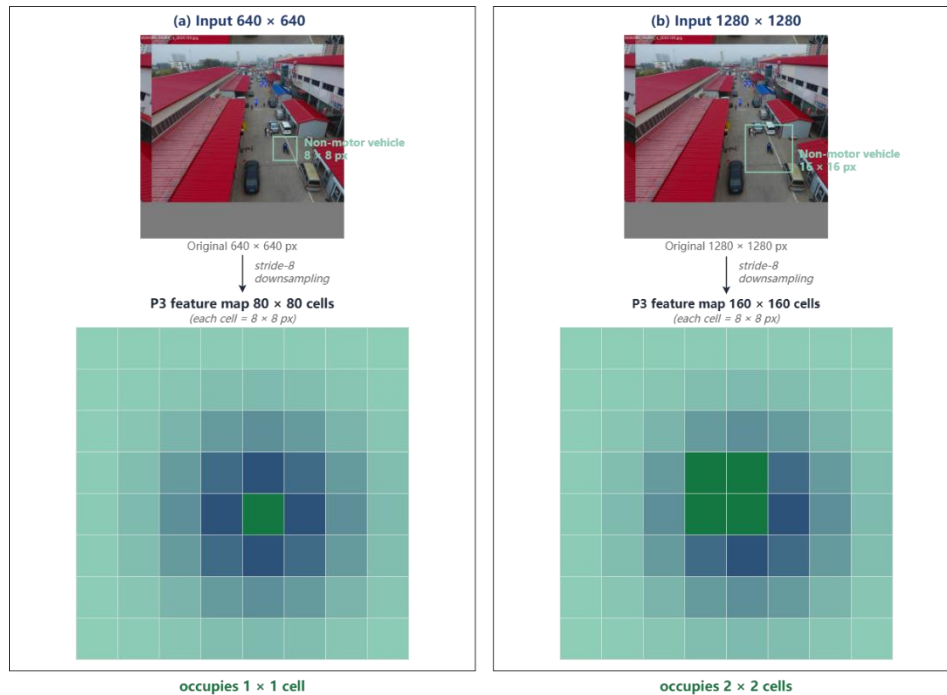 (a) Input 640 × 640
Non-motor vehicle
8 × 8 px
Original 640 × 640 px
stride-8
downsampling
P3 feature map 80 × 80 cells
(each cell = 8 × 8 px)
occupies 1 × 1 cell
(b) Input 1280 × 1280
Non-motor vehicle
16 × 16 px
Original 1280 × 1280 px
stride-8
downsampling
P3 feature map 160 × 160 cells
(each cell = 8 × 8 px)
occupies 2 × 2 cells